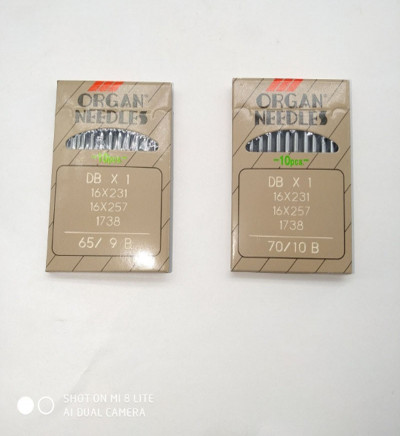 ORGAN
NEEDLES
10pcs.
DB X 1
16X231
16X257
1738
65/ 9 B
ORGAN
NEEDLES
~10pcs.~
DB X 1
16X231
16X257
1738
70/10 B
SHOT ON MI 8 LITE
AI DUAL CAMERA